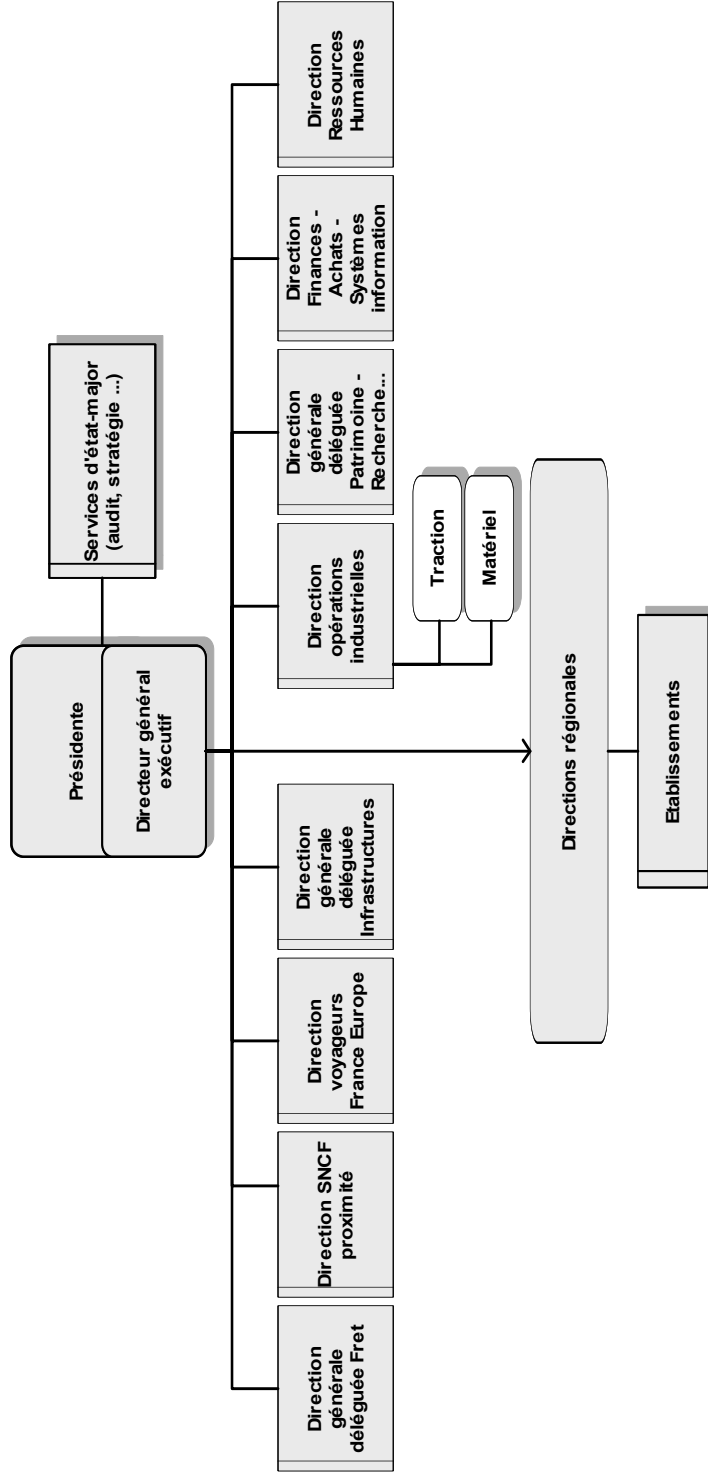 Présidente
Directeur général
exécutif
Services d'état-major
(audit, stratégie ...)
Direction
générale
déléguée Fret
Direction SNCF
proximité
Direction
voyageurs
France Europe
Direction
générale
déléguée
Infrastructures
Direction
opérations
industrielles
Direction
générale
déléguée
Patrimoine -
Recherche...
Direction
Finances -
Achats -
Systèmes
information
Direction
Ressources
Humaines
Traction
Matériel
Directions régionales
Etablissements